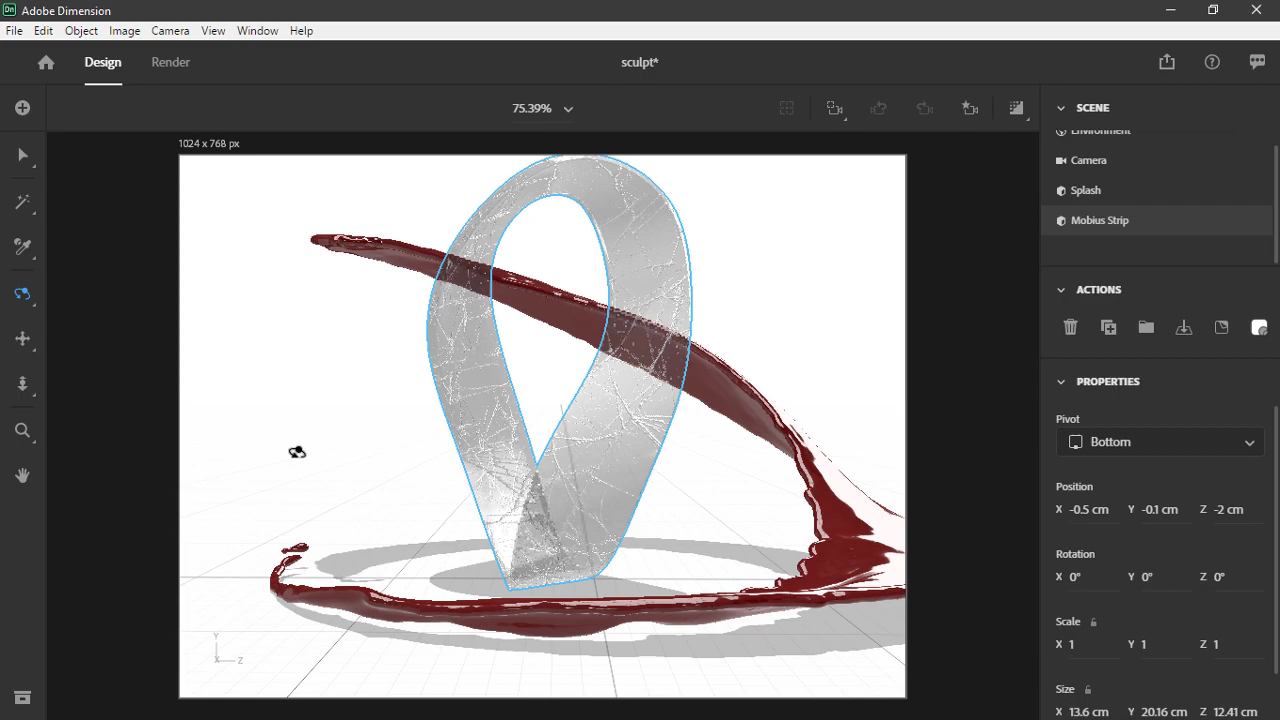 Dn Adobe Dimension
File Edit Object Image Camera View Window Help
Design Render sculpt*
75.39%
1024 x 768 px
SCENE
Environment
Camera
Splash
Mobius Strip
ACTIONS
PROPERTIES
Pivot
Bottom
Position
X -0.5 cm Y -0.1 cm Z -2 cm
Rotation
X 0° Y 0° Z 0°
Scale
X 1 Y 1 Z 1
Size
X 13.6 cm Y 20.16 cm Z 12.41 cm
Y
X Z